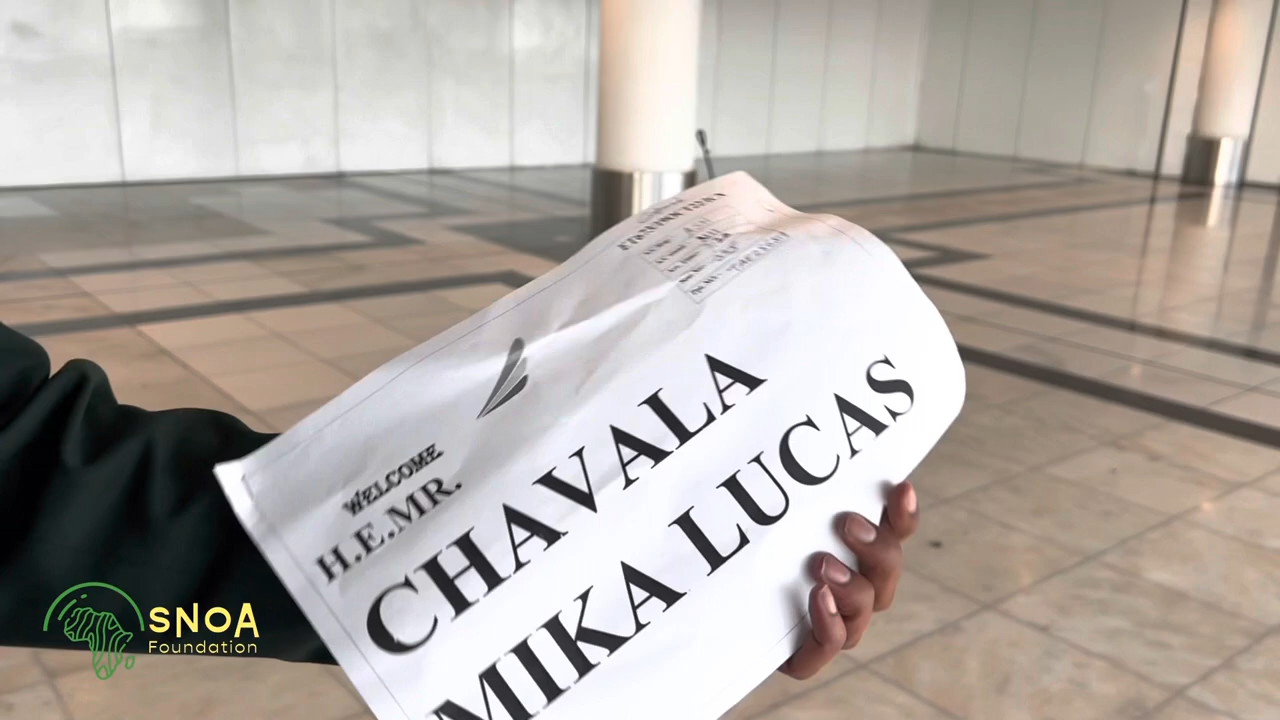 WELCOME
H.E.MR.
CHAVALA
MIKA LUCAS
SNOA
Foundation